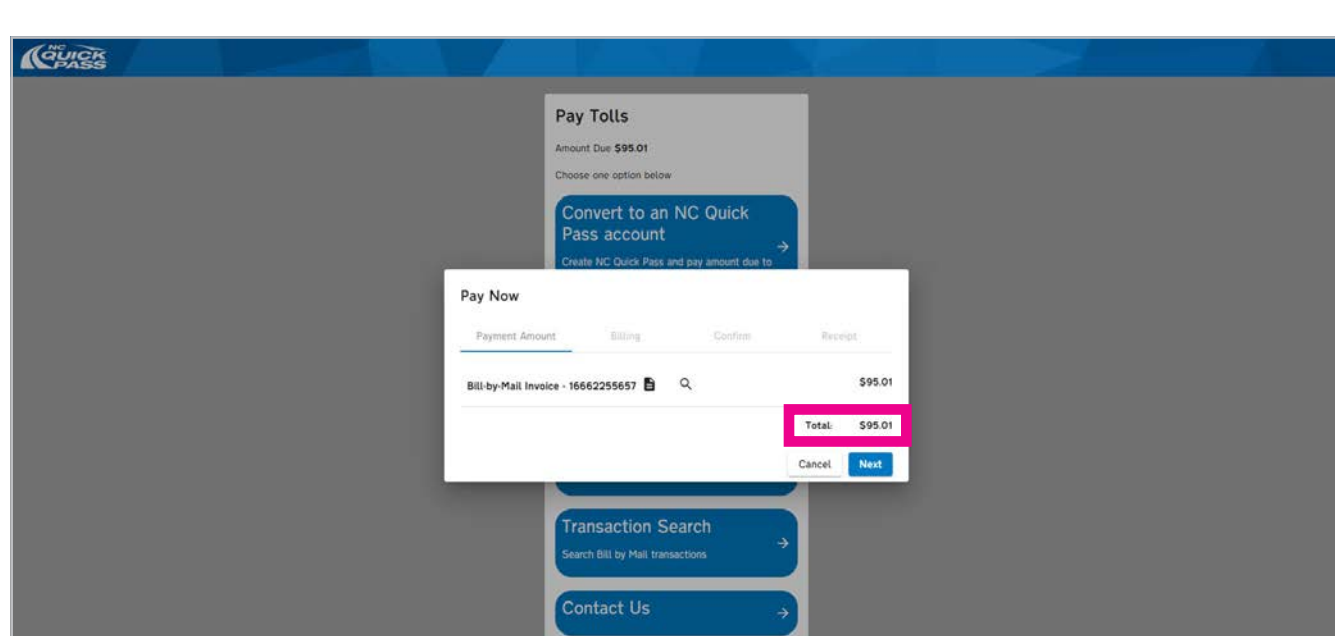 NC
QUICK
PASS
Pay Tolls
Amount Due $95.01
Choose one option below
Convert to an NC Quick
Pass account
Create NC Quick Pass and pay amount due to
Pay Now
Payment Amount Billing Confirm Receipt
Bill-by-Mail Invoice - 16662255657 $95.01
Total: $95.01
Cancel Next
Transaction Search
Search Bill by Mail transactions
Contact Us